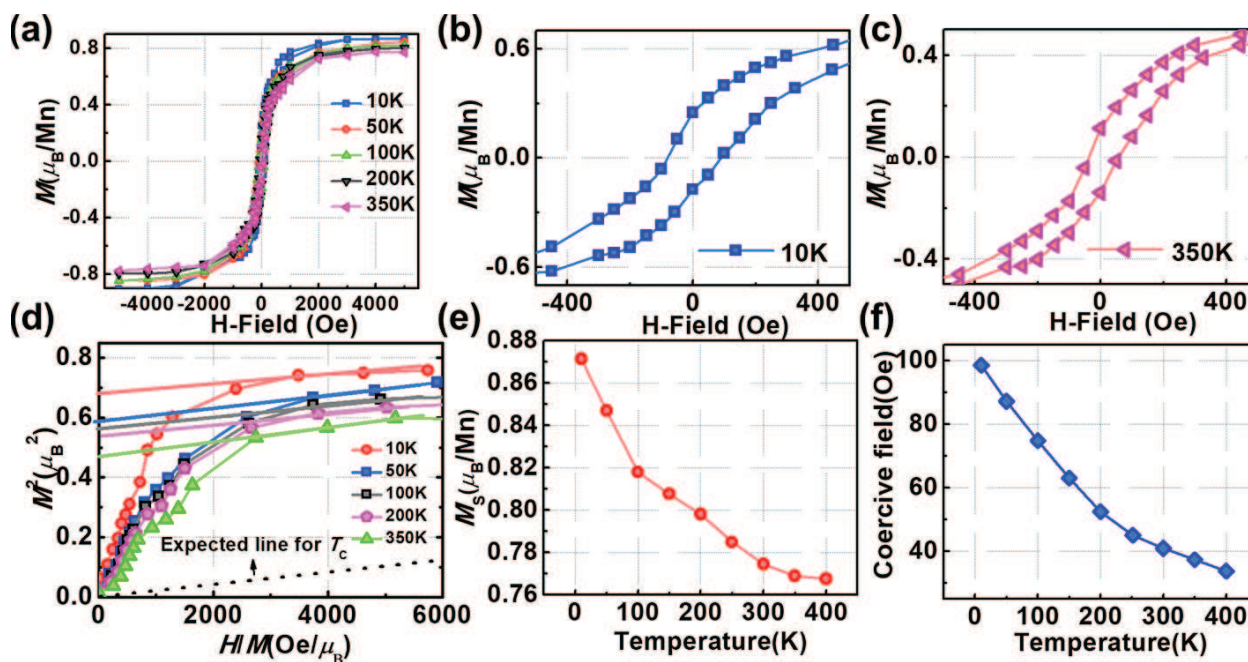 (a)
M(μB/Mn)
0.8
0.4
0.0
-0.4
-0.8
10K
50K
100K
200K
350K
-4000 -2000 0 2000 4000
H-Field (Oe)
(b)
M(μB/Mn)
0.6
0.0
-0.6
10K
-400 0 400
H-Field (Oe)
(c)
M(μB/Mn)
0.4
0.0
-0.4
350K
-400 0 400
H-Field (Oe)
(d)
M²(μB²)
0.8
0.6
0.4
0.2
0.0
10K
50K
100K
200K
350K
Expected line for TC
0 2000 4000 6000
H/M(Oe/μB)
(e)
MS(μB/Mn)
0.88
0.86
0.84
0.82
0.80
0.78
0.76
0 100 200 300 400
Temperature(K)
(f)
Coercive field(Oe)
100
80
60
40
0 100 200 300 400
Temperature(K)